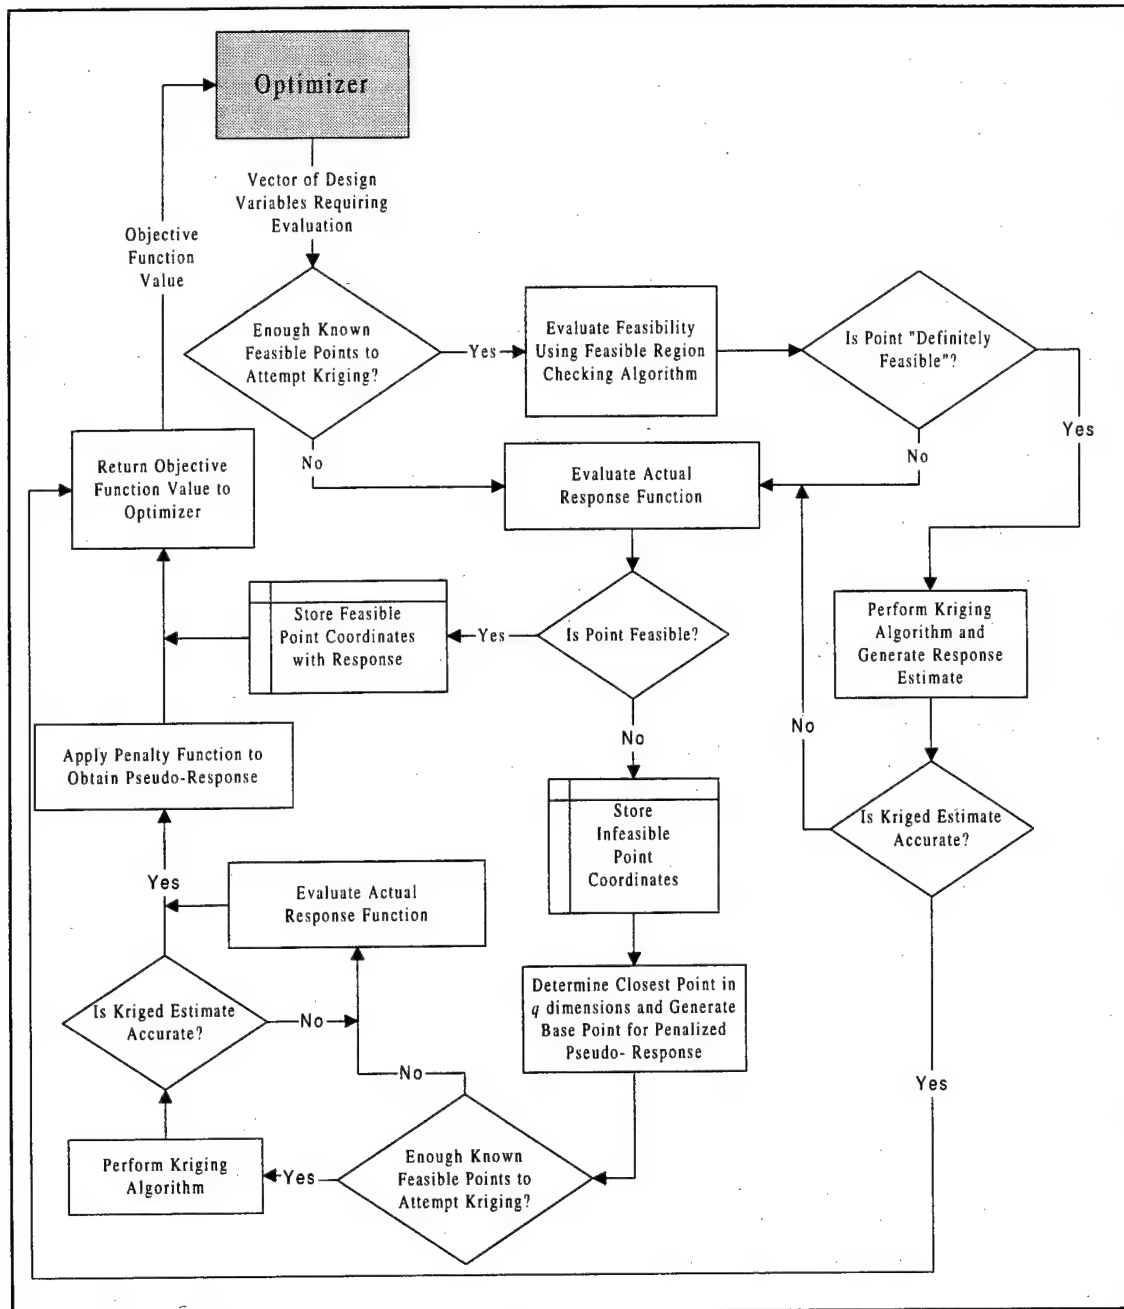 Optimizer
Vector of Design
Variables Requiring
Evaluation
Objective
Function
Value
Enough Known
Feasible Points to
Attempt Kriging?
Yes
Evaluate Feasibility
Using Feasible Region
Checking Algorithm
Is Point "Definitely
Feasible"?
Yes
No
No
Return Objective
Function Value to
Optimizer
Evaluate Actual
Response Function
Store Feasible
Point Coordinates
with Response
Yes
Is Point Feasible?
Perform Kriging
Algorithm and
Generate Response
Estimate
No
No
Apply Penalty Function to
Obtain Pseudo-Response
Store
Infeasible
Point
Coordinates
Is Kriged Estimate
Accurate?
Yes
Evaluate Actual
Response Function
Is Kriged Estimate
Accurate?
No
Determine Closest Point in
q dimensions and Generate
Base Point for Penalized
Pseudo- Response
No
Yes
Perform Kriging
Algorithm
Yes
Enough Known
Feasible Points to
Attempt Kriging?